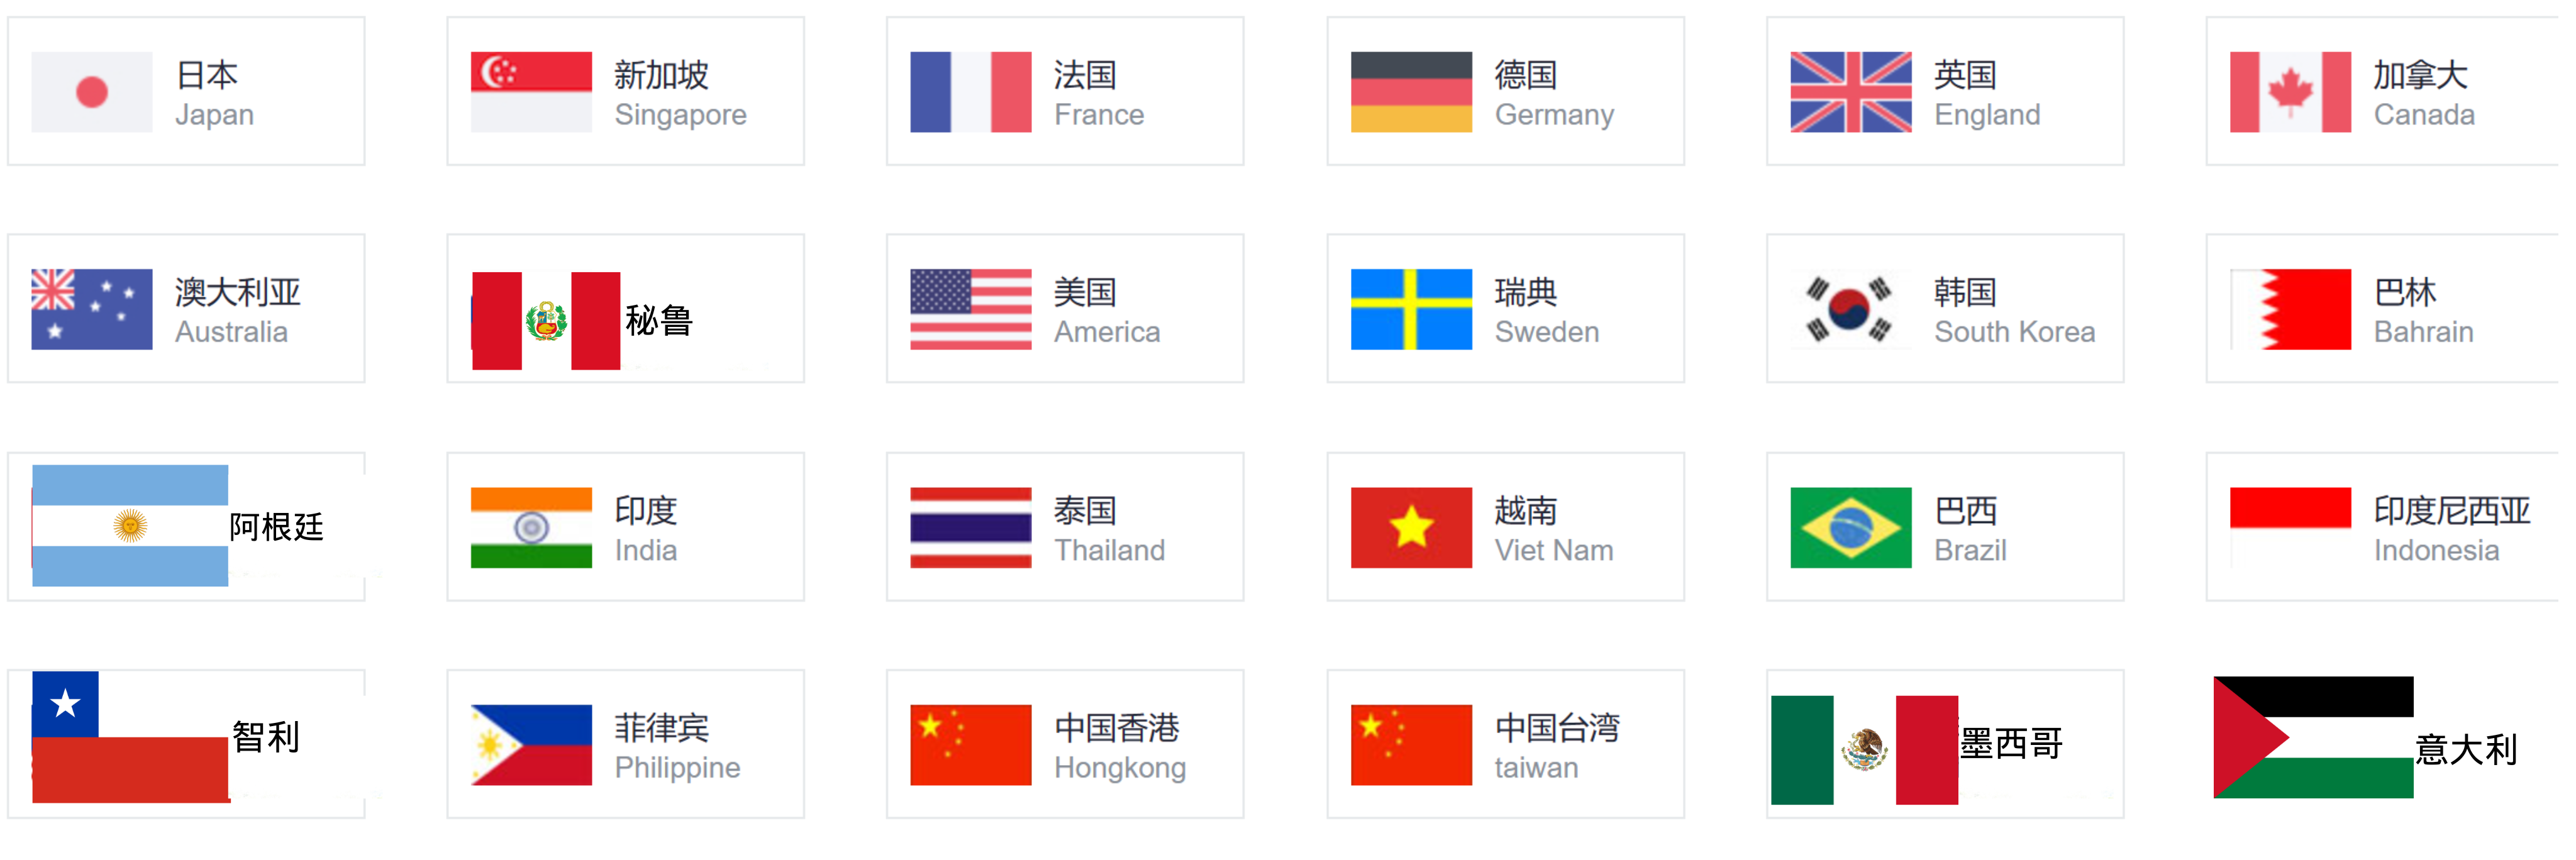 日本
Japan
新加坡
Singapore
法国
France
德国
Germany
英国
England
加拿大
Canada
澳大利亚
Australia
秘鲁
美国
America
瑞典
Sweden
韩国
South Korea
巴林
Bahrain
阿根廷
印度
India
泰国
Thailand
越南
Viet Nam
巴西
Brazil
印度尼西亚
Indonesia
智利
菲律宾
Philippine
中国香港
Hongkong
中国台湾
taiwan
墨西哥
意大利